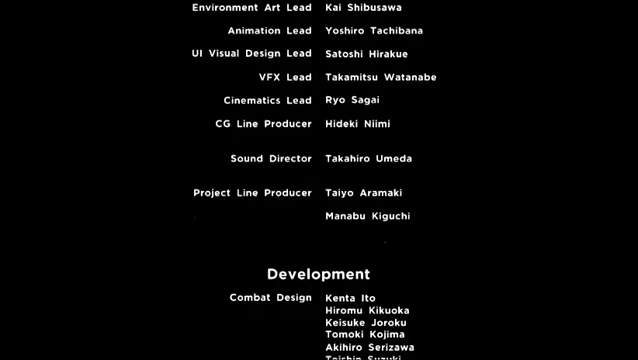 Environment Art Lead Kai Shibusawa
Animation Lead Yoshiro Tachibana
UI Visual Design Lead Satoshi Hirakue
VFX Lead Takamitsu Watanabe
Cinematics Lead Ryo Sagai
CG Line Producer Hideki Niimi
Sound Director Takahiro Umeda
Project Line Producer Taiyo Aramaki
Manabu Kiguchi
Development
Combat Design Kenta Ito
Hiromu Kikuoka
Keisuke Joroku
Tomoki Kojima
Akihiro Serizawa
Taishin Suzuki